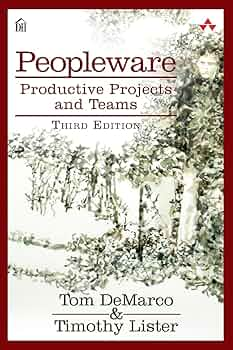 Peopleware
Productive Projects
and Teams
Third Edition
Tom DeMarco
&
Timothy Lister